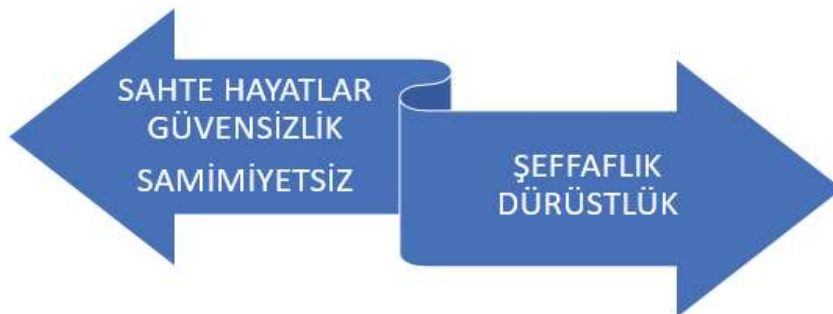 SAHTE HAYATLAR
GÜVENSİZLİK
SAMİMİYETSİZ
ŞEFFAFLIK
DÜRÜSTLÜK